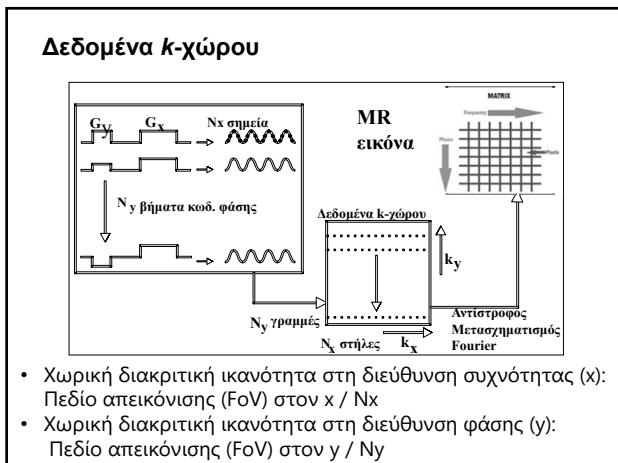 Δεδομένα k-χώρου
MATRIX
Gy Gx Nx σημεία
MR
εικόνα
Frequency
Phase
Pixels
Ny βήματα κωδ. φάσης
Δεδομένα k-χώρου
ky
Ny γραμμές
Nx στήλες kx
Αντίστροφος
Μετασχηματισμός
Fourier
• Χωρική διακριτική ικανότητα στη διεύθυνση συχνότητας (x):
Πεδίο απεικόνισης (FoV) στον x / Nx
• Χωρική διακριτική ικανότητα στη διεύθυνση φάσης (y):
Πεδίο απεικόνισης (FoV) στον y / Ny